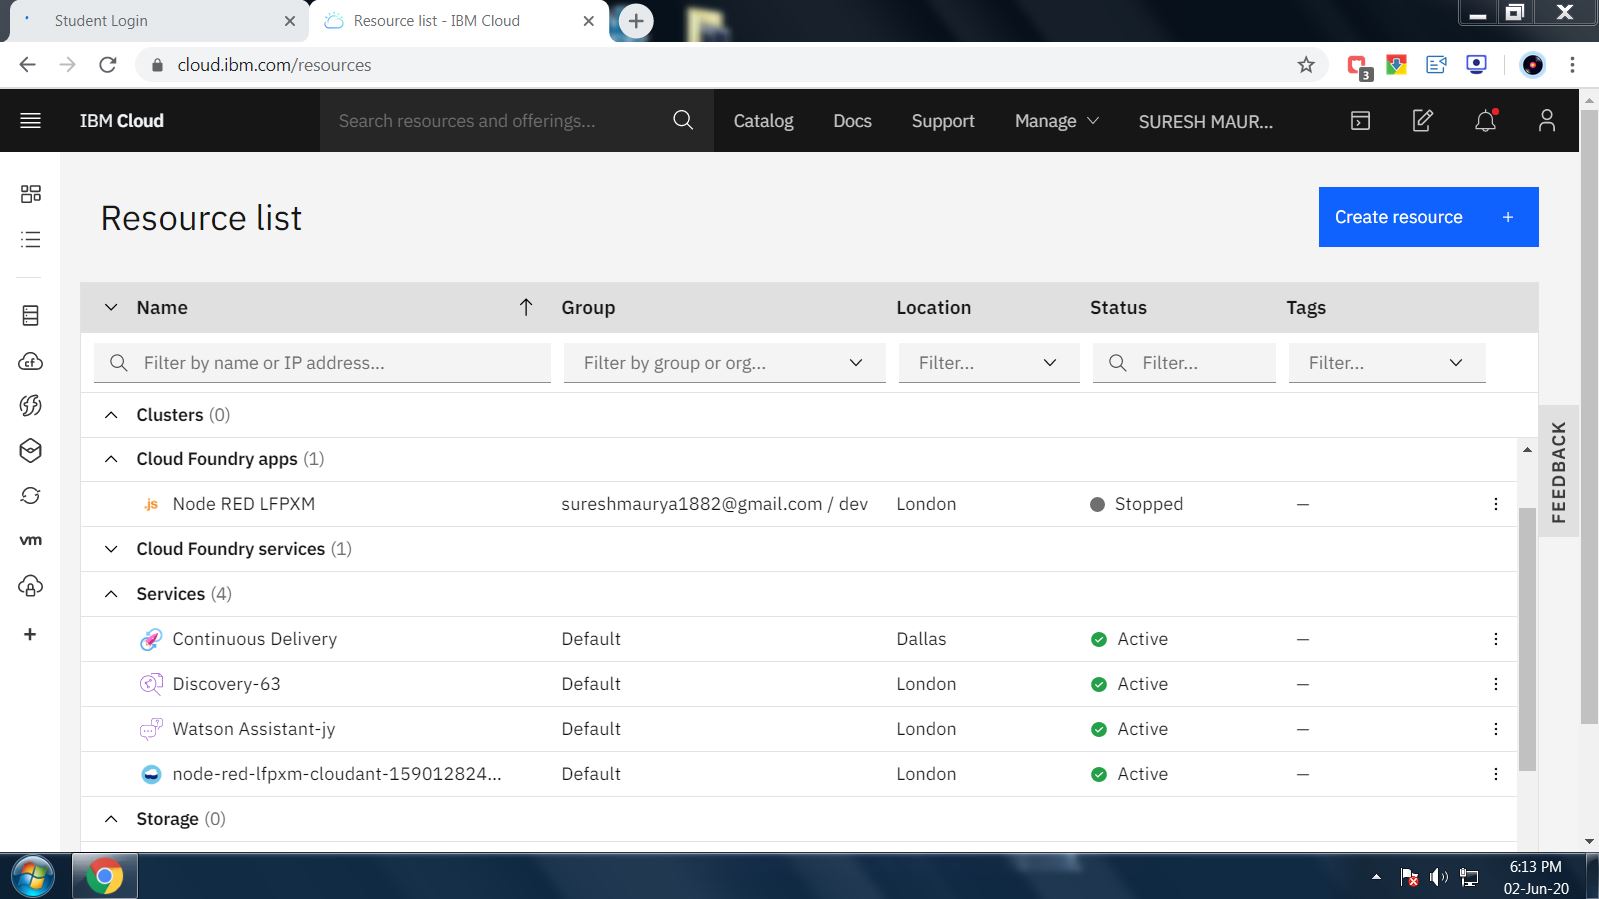 Student Login
Resource list - IBM Cloud
cloud.ibm.com/resources
3
IBM Cloud
Search resources and offerings...
Catalog
Docs
Support
Manage
SURESH MAUR...
Resource list
Create resource +
Name Group Location Status Tags
Filter by name or IP address... Filter by group or org... Filter... Filter... Filter...
Clusters (0)
Cloud Foundry apps (1)
.js Node RED LFPXM sureshmaurya1882@gmail.com / dev London Stopped —
Cloud Foundry services (1)
Services (4)
Continuous Delivery Default Dallas Active —
Discovery-63 Default London Active —
Watson Assistant-jy Default London Active —
node-red-lfpxm-cloudant-159012824... Default London Active —
Storage (0)
cf
vm
FEEDBACK
6:13 PM
02-Jun-20